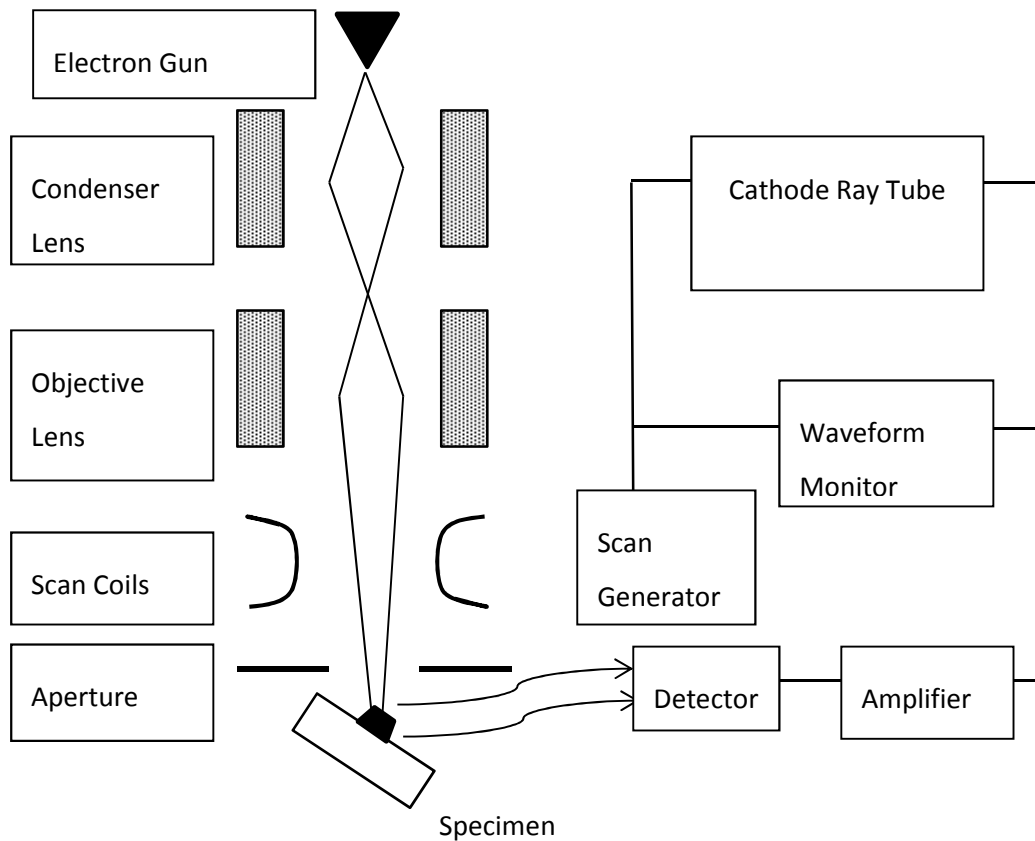 Electron Gun
Condenser
Lens
Cathode Ray Tube
Objective
Lens
Waveform
Monitor
Scan
Generator
Scan Coils
Aperture
Detector
Amplifier
Specimen